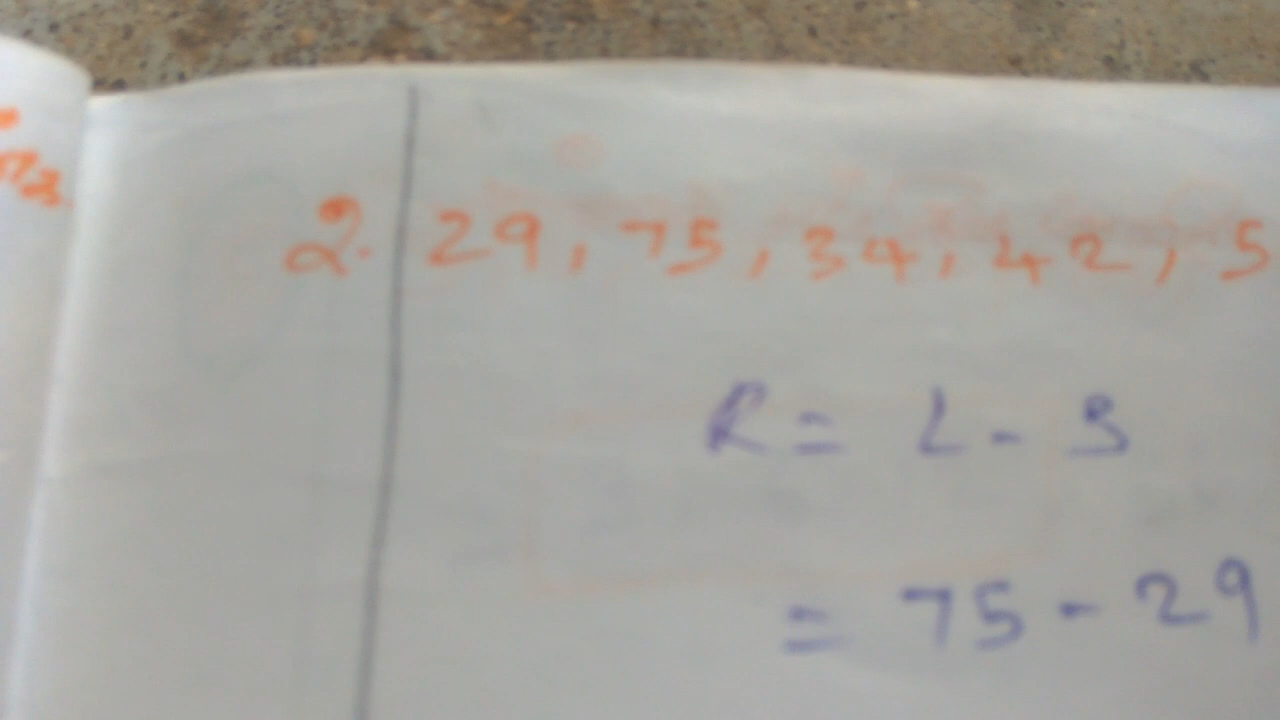 2. 29, 75, 34, 42, 5
R = L - S
= 75 - 29